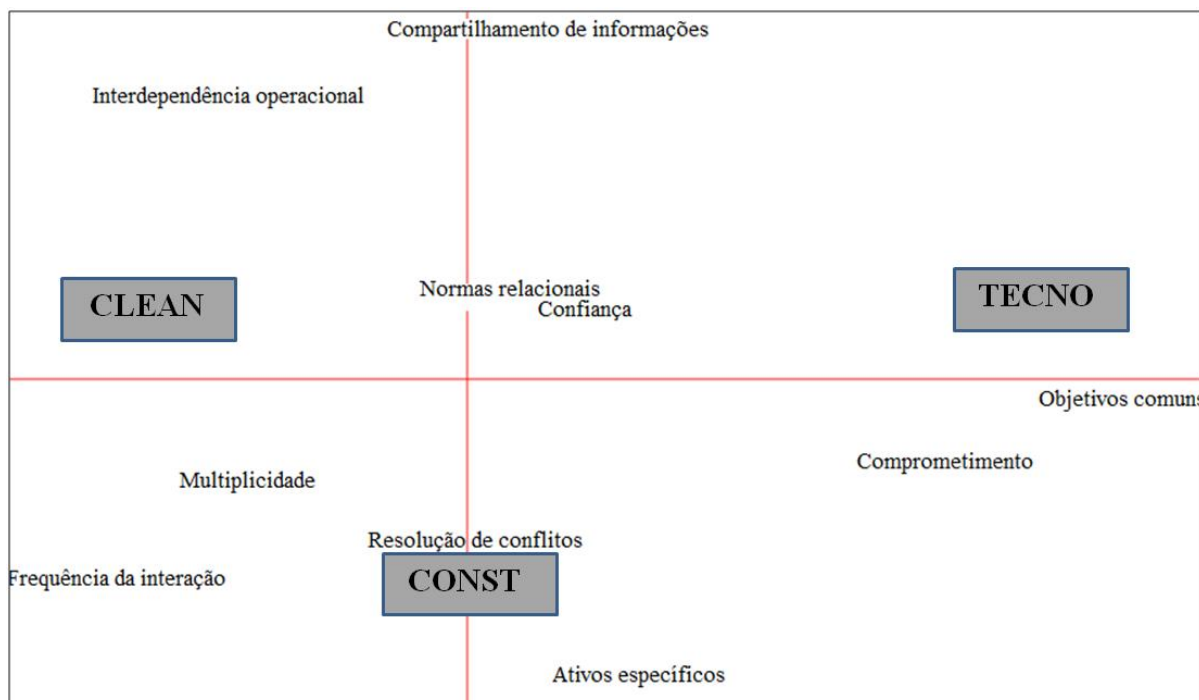 Compartilhamento de informações
Interdependência operacional
Normas relacionais
CLEAN
TECNO
Confiança
Objetivos comuns
Comprometimento
Multiplicidade
Resolução de conflitos
Frequência da interação
CONST
Ativos específicos